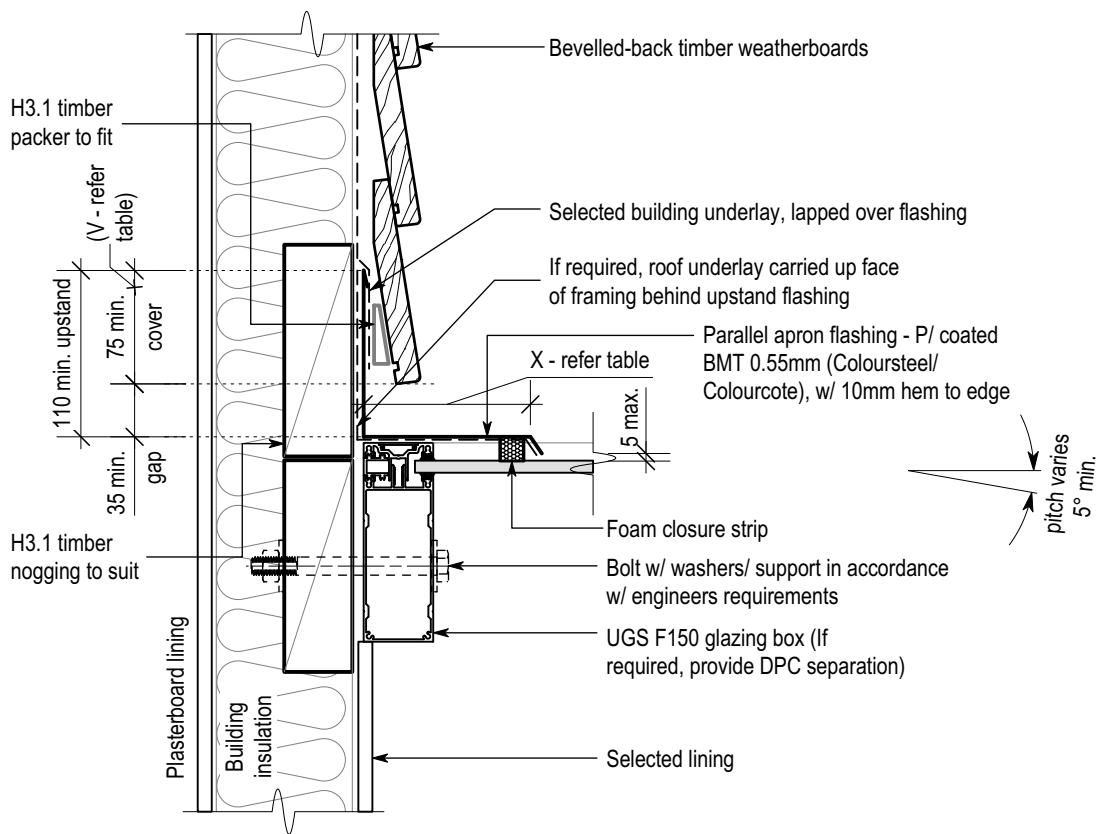 Bevelled-back timber weatherboards
H3.1 timber
packer to fit
(V - refer
table)
Selected building underlay, lapped over flashing
If required, roof underlay carried up face
of framing behind upstand flashing
110 min. upstand
75 min.
cover
Parallel apron flashing - P/ coated
BMT 0.55mm (Coloursteel/
Colourcote), w/ 10mm hem to edge
X - refer table
5 max.
35 min.
gap
pitch varies
5° min.
Foam closure strip
H3.1 timber
nogging to suit
Bolt w/ washers/ support in accordance
w/ engineers requirements
UGS F150 glazing box (If
required, provide DPC separation)
Plasterboard lining
Building
insulation
Selected lining